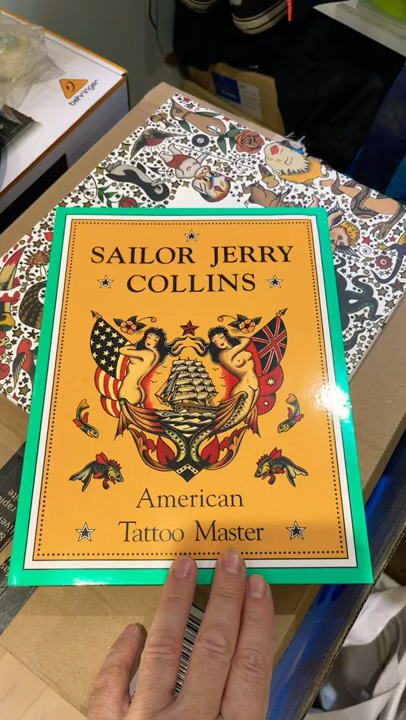 behringer
SAILOR JERRY
COLLINS
American
Tattoo Master